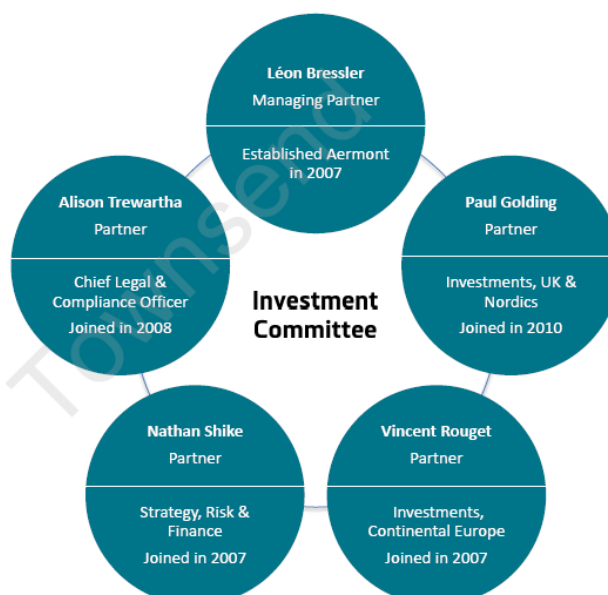 Léon Bressler
Managing Partner
Established Aermont
in 2007
Alison Trewartha
Partner
Chief Legal &
Compliance Officer
Joined in 2008
Paul Golding
Partner
Investments, UK &
Nordics
Joined in 2010
Investment
Committee
Nathan Shike
Partner
Strategy, Risk &
Finance
Joined in 2007
Vincent Rouget
Partner
Investments,
Continental Europe
Joined in 2007
Townsend